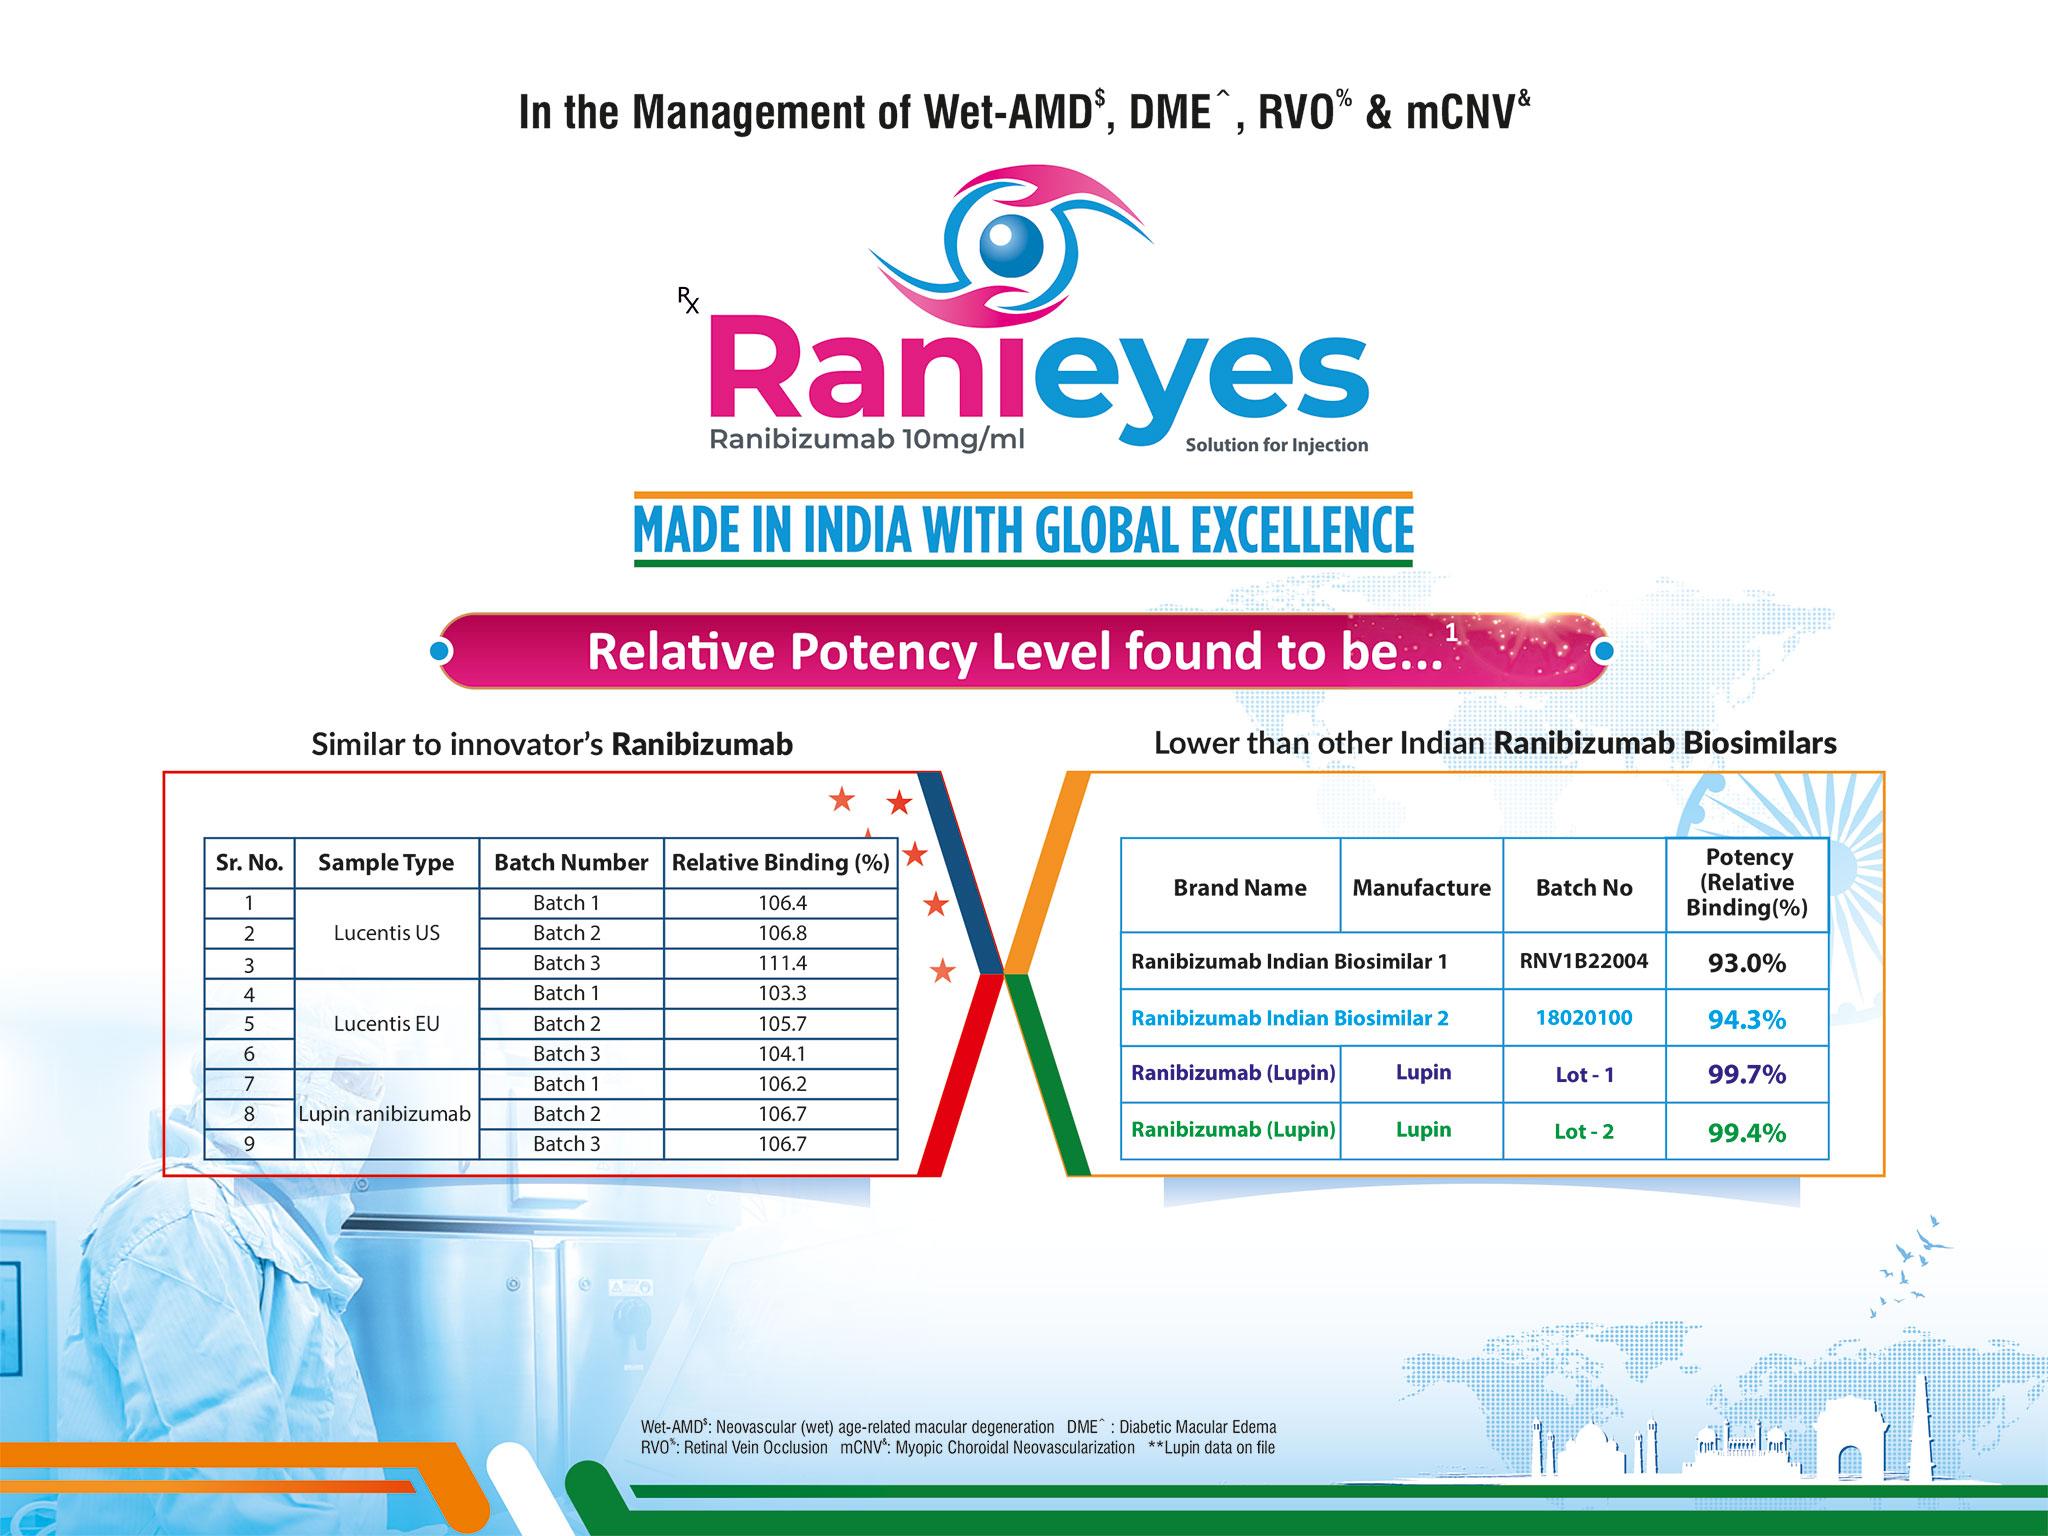 In the Management of Wet-AMD$, DME^, RVO% & mCNV&
Rx
Ranieyes
Ranibizumab 10mg/ml
Solution for Injection
MADE IN INDIA WITH GLOBAL EXCELLENCE
Relative Potency Level found to be...1
Similar to innovator's Ranibizumab
Sr. No. Sample Type Batch Number Relative Binding (%)
1 Lucentis US Batch 1 106.4
2 Batch 2 106.8
3 Batch 3 111.4
4 Lucentis EU Batch 1 103.3
5 Batch 2 105.7
6 Batch 3 104.1
7 Lupin ranibizumab Batch 1 106.2
8 Batch 2 106.7
9 Batch 3 106.7
Lower than other Indian Ranibizumab Biosimilars
Brand Name Manufacture Batch No Potency
(Relative
Binding(%)
Ranibizumab Indian Biosimilar 1 RNV1B22004 93.0%
Ranibizumab Indian Biosimilar 2 18020100 94.3%
Ranibizumab (Lupin) Lupin Lot - 1 99.7%
Ranibizumab (Lupin) Lupin Lot - 2 99.4%
Wet-AMD$: Neovascular (wet) age-related macular degeneration DME^ : Diabetic Macular Edema
RVO%: Retinal Vein Occlusion mCNV&: Myopic Choroidal Neovascularization **Lupin data on file